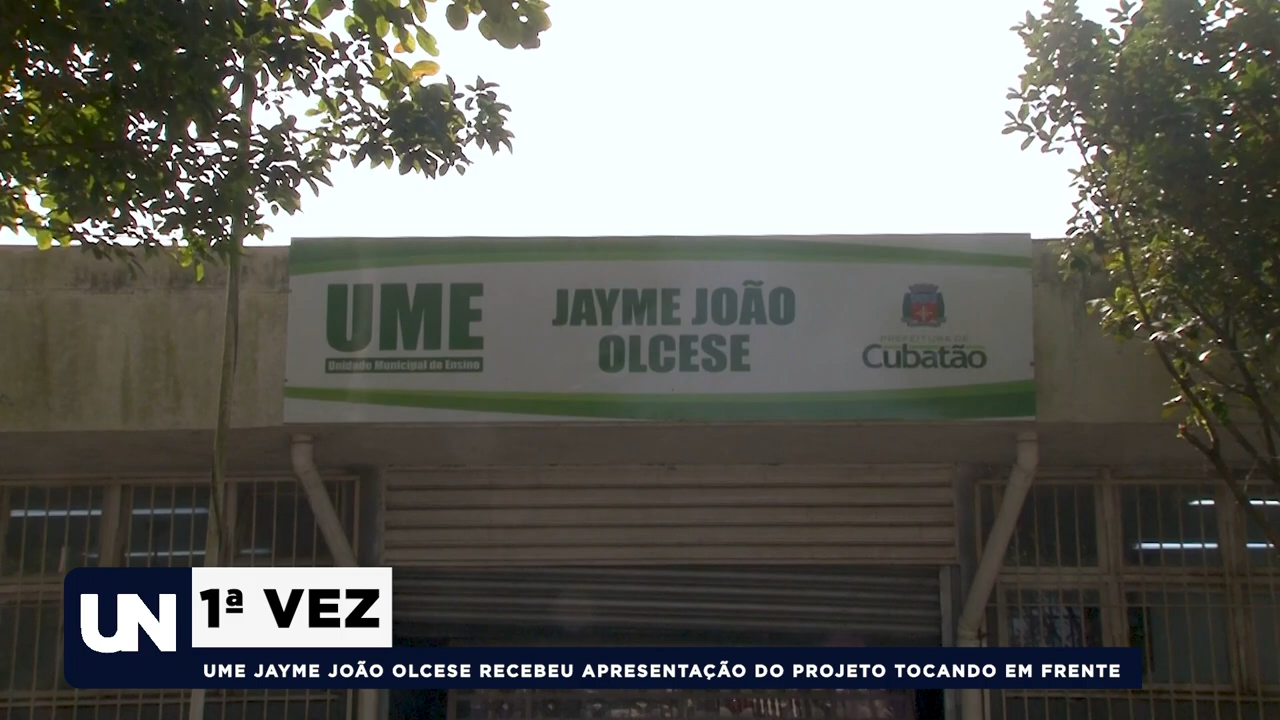 UME
Unidade Municipal de Ensino
JAYME JOÃO
OLCESE
PREFEITURA DE
Cubatão
UN
1ª VEZ
UME JAYME JOÃO OLCESE RECEBEU APRESENTAÇÃO DO PROJETO TOCANDO EM FRENTE